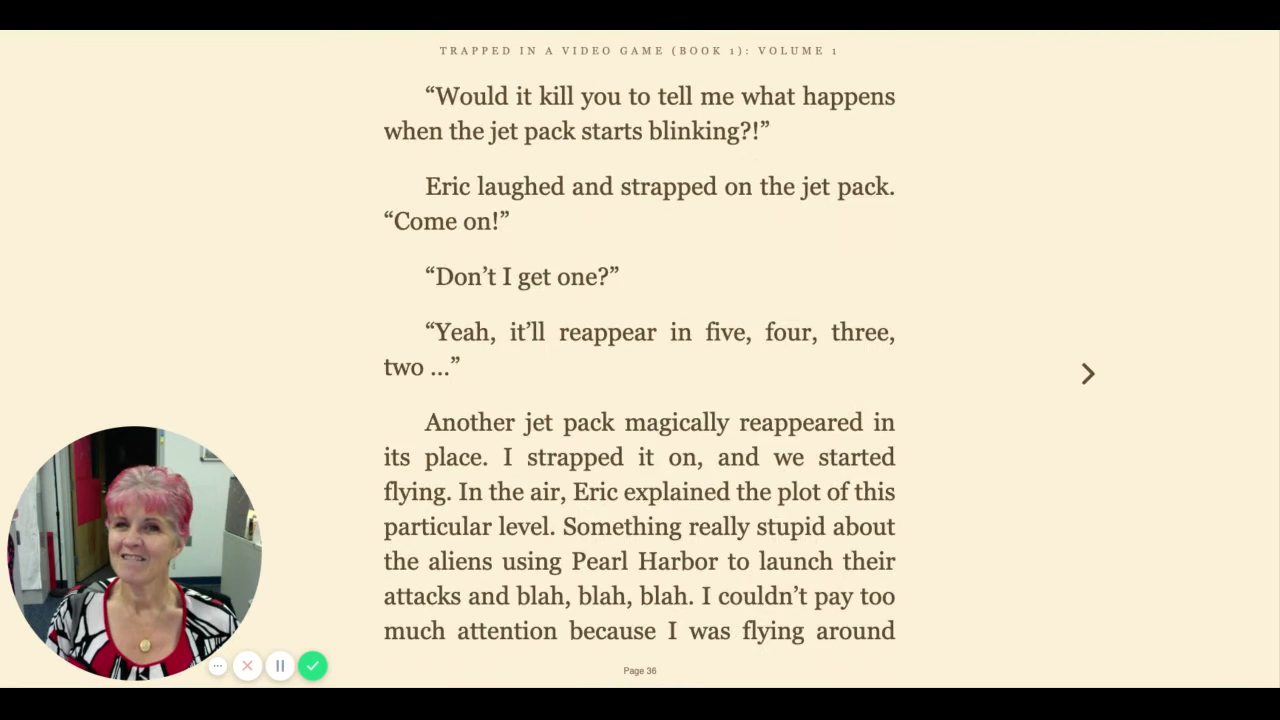 TRAPPED IN A VIDEO GAME (BOOK 1): VOLUME 1
“Would it kill you to tell me what happens
when the jet pack starts blinking?!”
Eric laughed and strapped on the jet pack.
“Come on!”
“Don’t I get one?”
“Yeah, it’ll reappear in five, four, three,
two ...”
Another jet pack magically reappeared in
its place. I strapped it on, and we started
flying. In the air, Eric explained the plot of this
particular level. Something really stupid about
the aliens using Pearl Harbor to launch their
attacks and blah, blah, blah. I couldn’t pay too
much attention because I was flying around
Page 36